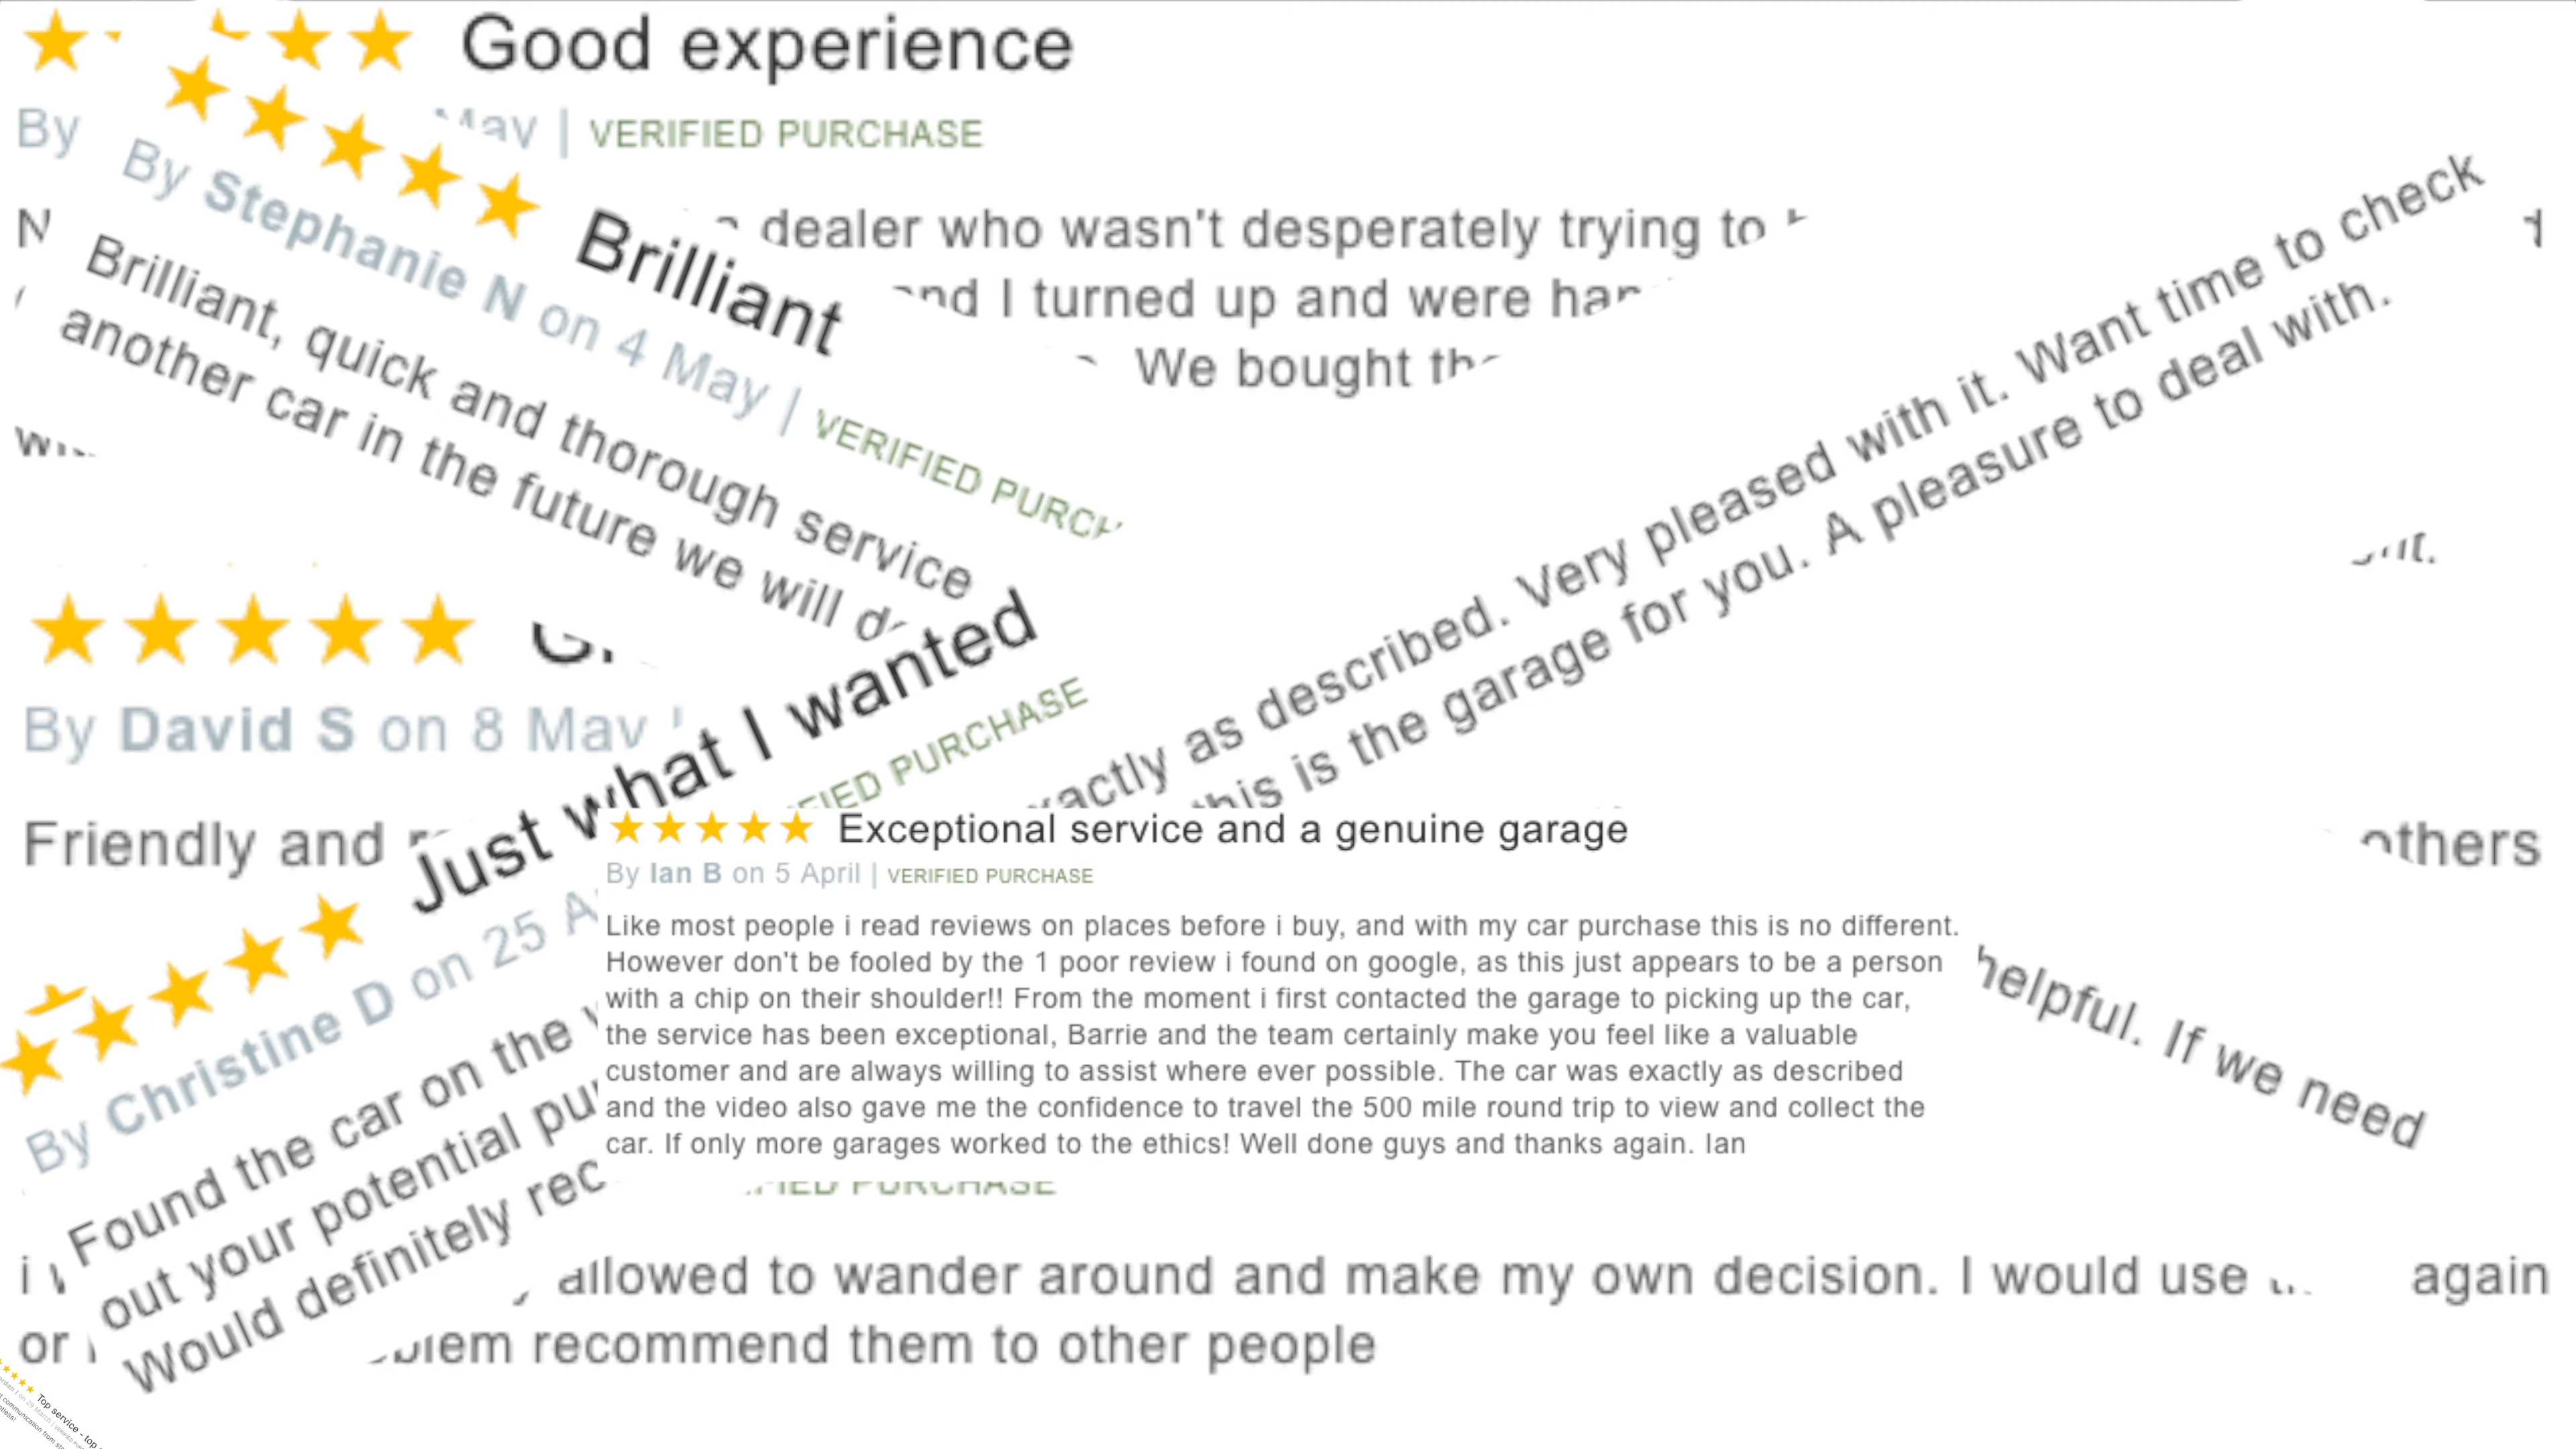 Good experience
By May | VERIFIED PURCHASE
dealer who wasn't desperately trying to
and I turned up and were
We bought
Brilliant
By Stephanie N on 4 May | VERIFIED
Brilliant, quick and thorough service
another car in the future we will
helpful. If we need
By David S on 8 May
Friendly and
others
Just what I wanted
By Christine D on 25
PURCHASE
Found the car on the
exactly as described. Very pleased with it. Want time to check
out your potential
this is the garage for you. A pleasure to deal with.
Would definitely
Exceptional service and a genuine garage
By Ian B on 5 April | VERIFIED PURCHASE
Like most people i read reviews on places before i buy, and with my car purchase this is no different.
However don't be fooled by the 1 poor review i found on google, as this just appears to be a person
with a chip on their shoulder!! From the moment i first contacted the garage to picking up the car,
the service has been exceptional, Barrie and the team certainly make you feel like a valuable
customer and are always willing to assist where ever possible. The car was exactly as described
and the video also gave me the confidence to travel the 500 mile round trip to view and collect the
car. If only more garages worked to the ethics! Well done guys and thanks again. Ian
PURCHASE
i
allowed to wander around and make my own decision. I would use again
or
recommend them to other people
Top service - top